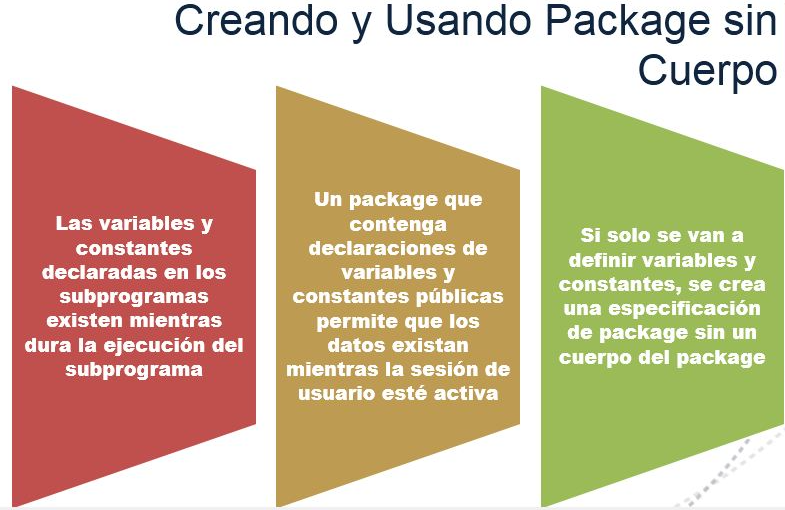 Creando y Usando Package sin
Cuerpo
Las variables y
constantes
declaradas en los
subprogramas
existen mientras
dura la ejecución del
subprograma
Un package que
contenga
declaraciones de
variables y
constantes públicas
permite que los
datos existan
mientras la sesión de
usuario esté activa
Si solo se van a
definir variables y
constantes, se crea
una especificación
de package sin un
cuerpo del package